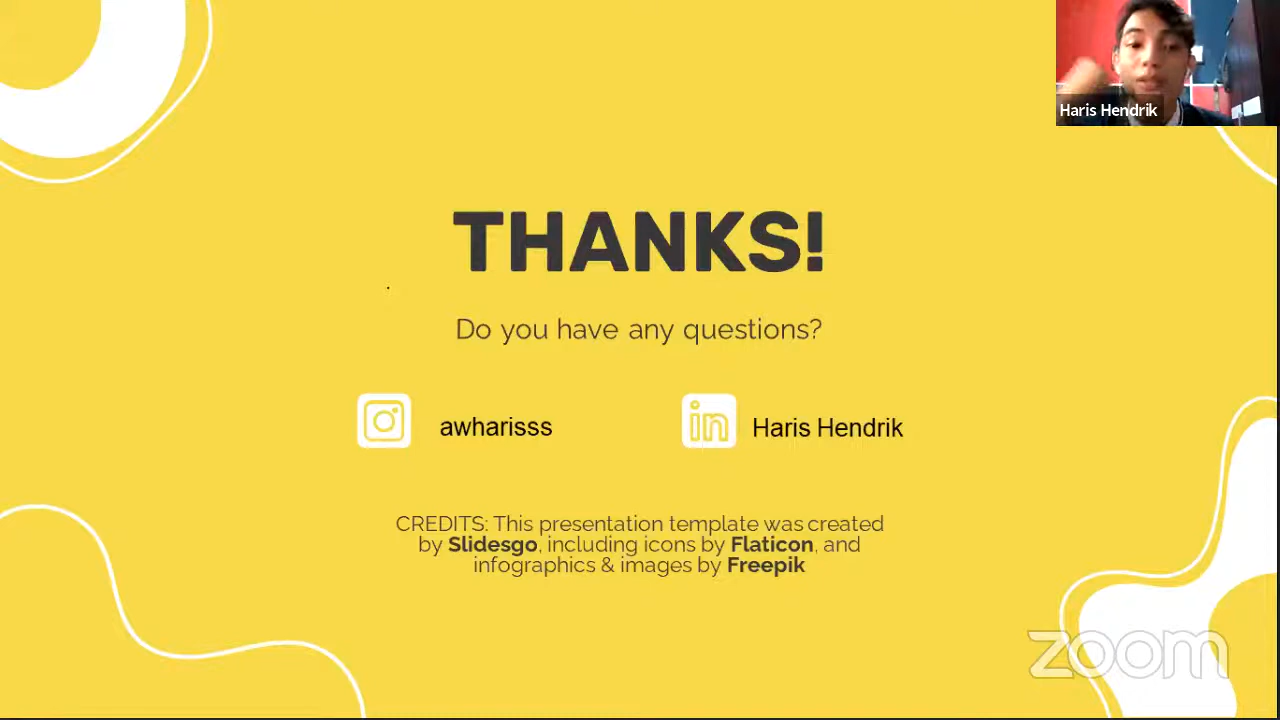 Haris Hendrik
THANKS!
Do you have any questions?
awharisss
in Haris Hendrik
CREDITS: This presentation template was created
by Slidesgo, including icons by Flaticon, and
infographics & images by Freepik
zoom